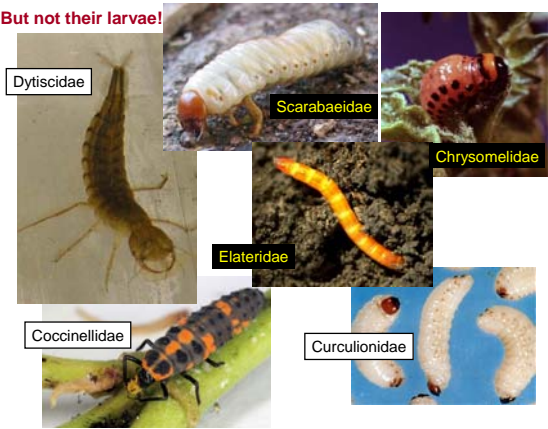 But not their larvae!
Dytiscidae
Scarabaeidae
Chrysomelidae
Elateridae
Coccinellidae
Curculionidae